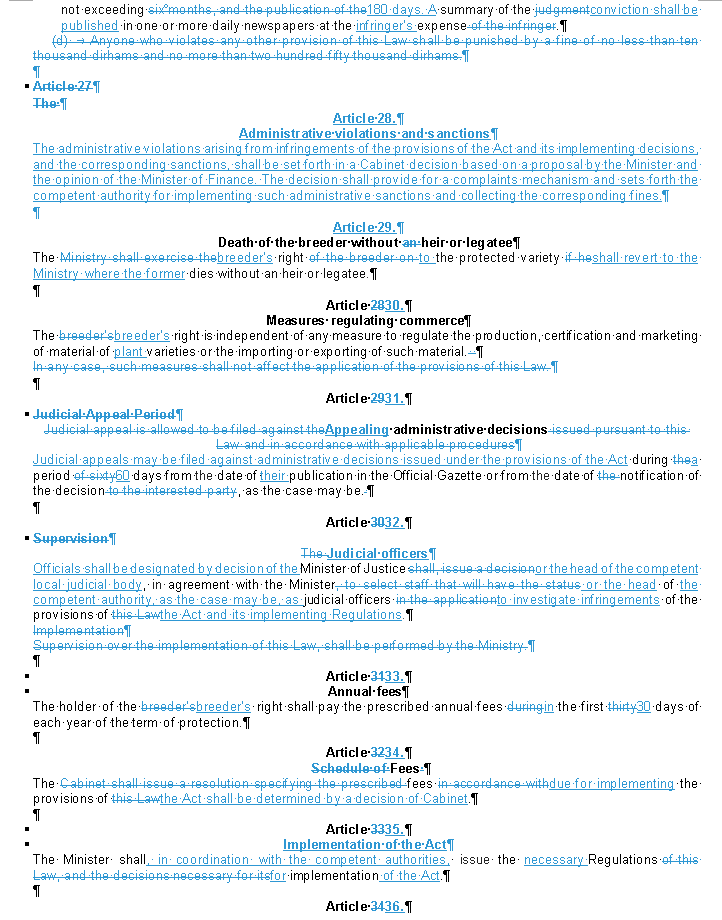 not exceeding six months, and the publication of the180 days. A summary of the judgmentconviction shall be
published in one or more daily newspapers at the infringer's expense of the infringer.¶
(d) → Anyone who violates any other provision of this Law shall be punished by a fine of no less than ten
thousand dirhams and no more than two hundred fifty thousand dirhams.¶
¶
Article 27¶
The ¶
Article 28.¶
Administrative violations and sanctions¶
The administrative violations arising from infringements of the provisions of the Act and its implementing decisions,
and the corresponding sanctions, shall be set forth in a Cabinet decision based on a proposal by the Minister and
the opinion of the Minister of Finance. The decision shall provide for a complaints mechanism and sets forth the
competent authority for implementing such administrative sanctions and collecting the corresponding fines.¶
¶
Article 29.¶
Death of the breeder without an heir or legatee¶
The Ministry shall exercise thebreeder's right of the breeder on to the protected variety if heshall revert to the
Ministry where the former dies without an heir or legatee.¶
¶
Article 2830.¶
Measures regulating commerce¶
The breeder'sbreeder's right is independent of any measure to regulate the production, certification and marketing
of material of plant varieties or the importing or exporting of such material. ¶
In any case, such measures shall not affect the application of the provisions of this Law.¶
¶
Article 2931.¶
Judicial Appeal Period¶
Judicial appeal is allowed to be filed against theAppealing administrative decisions issued pursuant to this
Law and in accordance with applicable procedures¶
Judicial appeals may be filed against administrative decisions issued under the provisions of the Act during thea
period of sixty60 days from the date of their publication in the Official Gazette or from the date of the notification of
the decision to the interested party, as the case may be. ¶
¶
Article 3032.¶
Supervision¶
The Judicial officers¶
Officials shall be designated by decision of the Minister of Justice shall, issue a decisionor the head of the competent
local judicial body, in agreement with the Minister, to select staff that will have the status or the head of the
competent authority, as the case may be, as judicial officers in the applicationto investigate infringements of the
provisions of this Lawthe Act and its implementing Regulations.¶
Implementation¶
Supervision over the implementation of this Law, shall be performed by the Ministry.¶
¶
Article 3133.¶
Annual fees¶
The holder of the breeder'sbreeder's right shall pay the prescribed annual fees duringin the first thirty30 days of
each year of the term of protection.¶
¶
Article 3234.¶
Schedule of Fees ¶
The Cabinet shall issue a resolution specifying the prescribed fees in accordance withdue for implementing the
provisions of this Lawthe Act shall be determined by a decision of Cabinet.¶
¶
Article 3335.¶
Implementation of the Act¶
The Minister shall, in coordination with the competent authorities, issue the necessary Regulations of this
Law, and the decisions necessary for itsfor implementation of the Act.¶
¶
Article 3436.¶